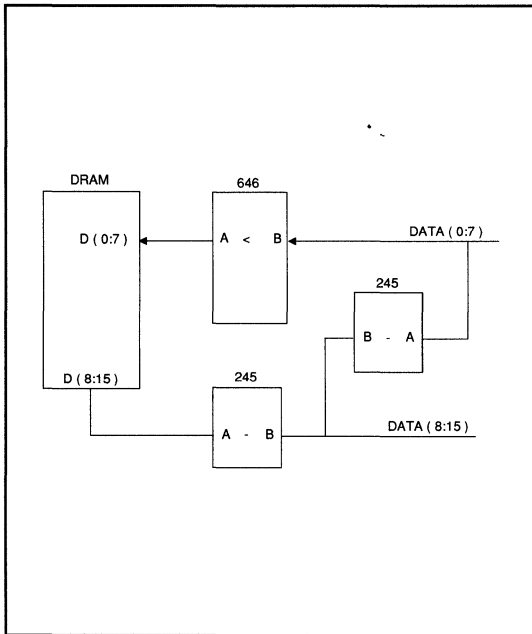 DRAM
646
D ( 0:7 )
A < B
DATA ( 0:7 )
245
B - A
D ( 8:15 )
245
A - B
DATA ( 8:15 )